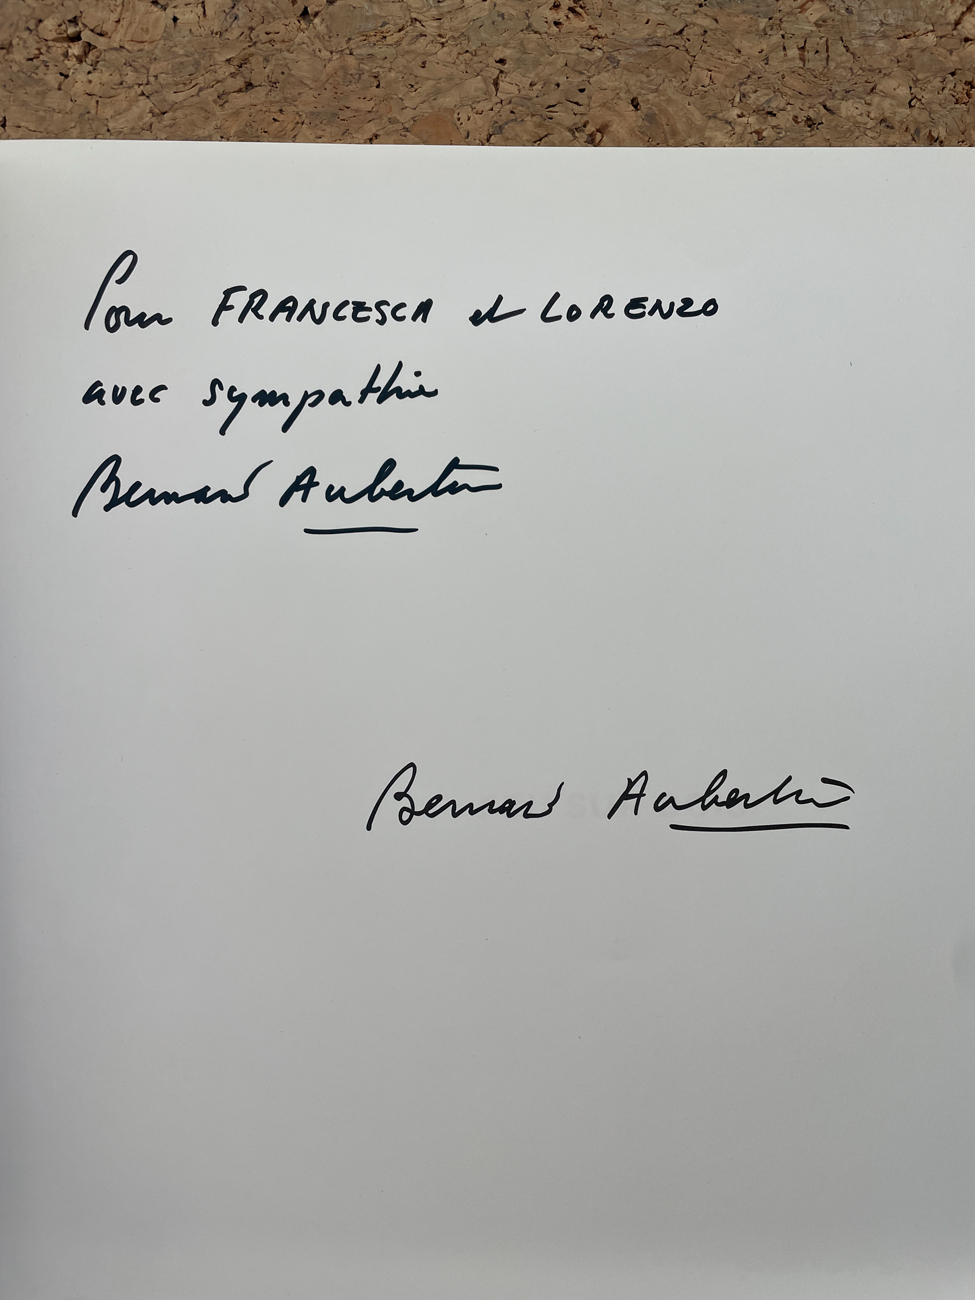 Pour FRANCESCA et LORENZO
avec sympathie
Bernard Aubertin
Bernard Aubertin